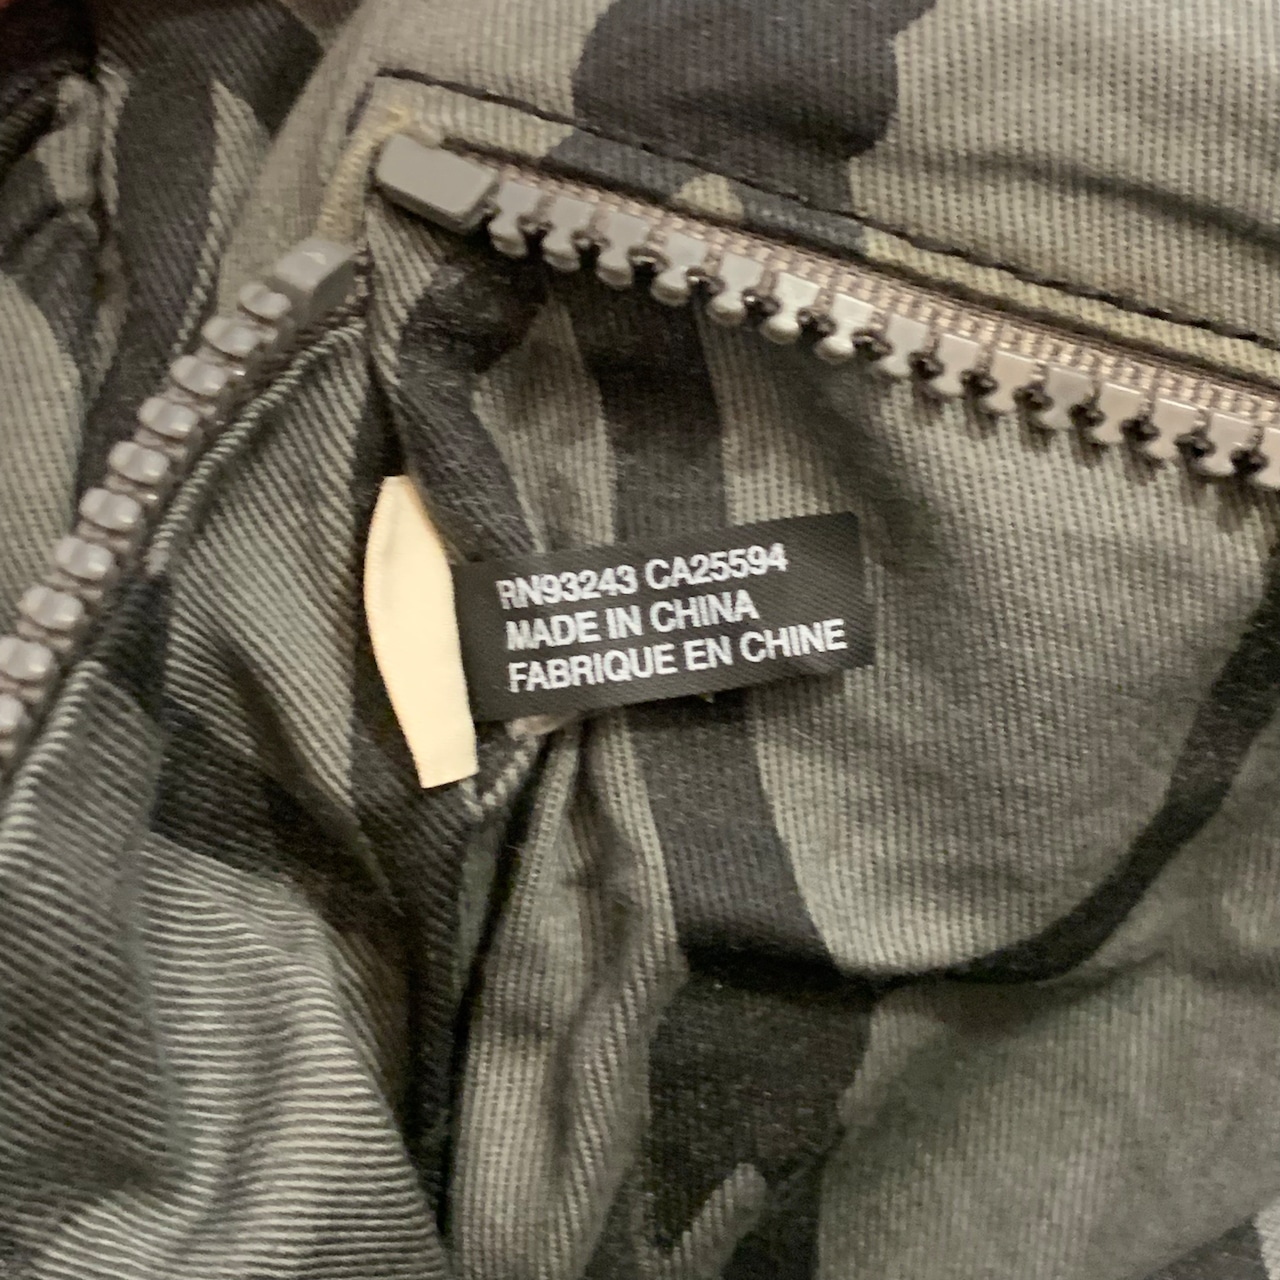 RN93243 CA25594
MADE IN CHINA
FABRIQUE EN CHINE